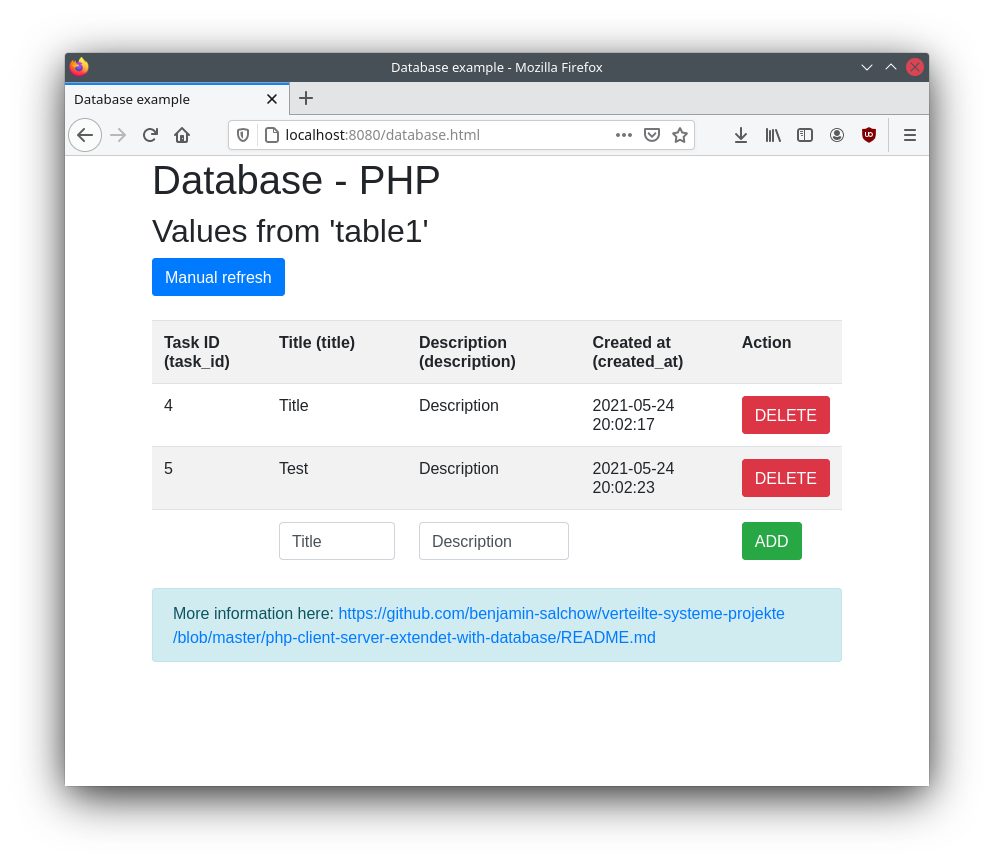 Database example - Mozilla Firefox
Database example
localhost:8080/database.html
Database - PHP
Values from 'table1'
Manual refresh
Task ID (task_id) Title (title) Description (description) Created at (created_at) Action
4 Title Description 2021-05-24 20:02:17 DELETE
5 Test Description 2021-05-24 20:02:23 DELETE
Title Description ADD
More information here: https://github.com/benjamin-salchow/verteilte-systeme-projekte
/blob/master/php-client-server-extendet-with-database/README.md